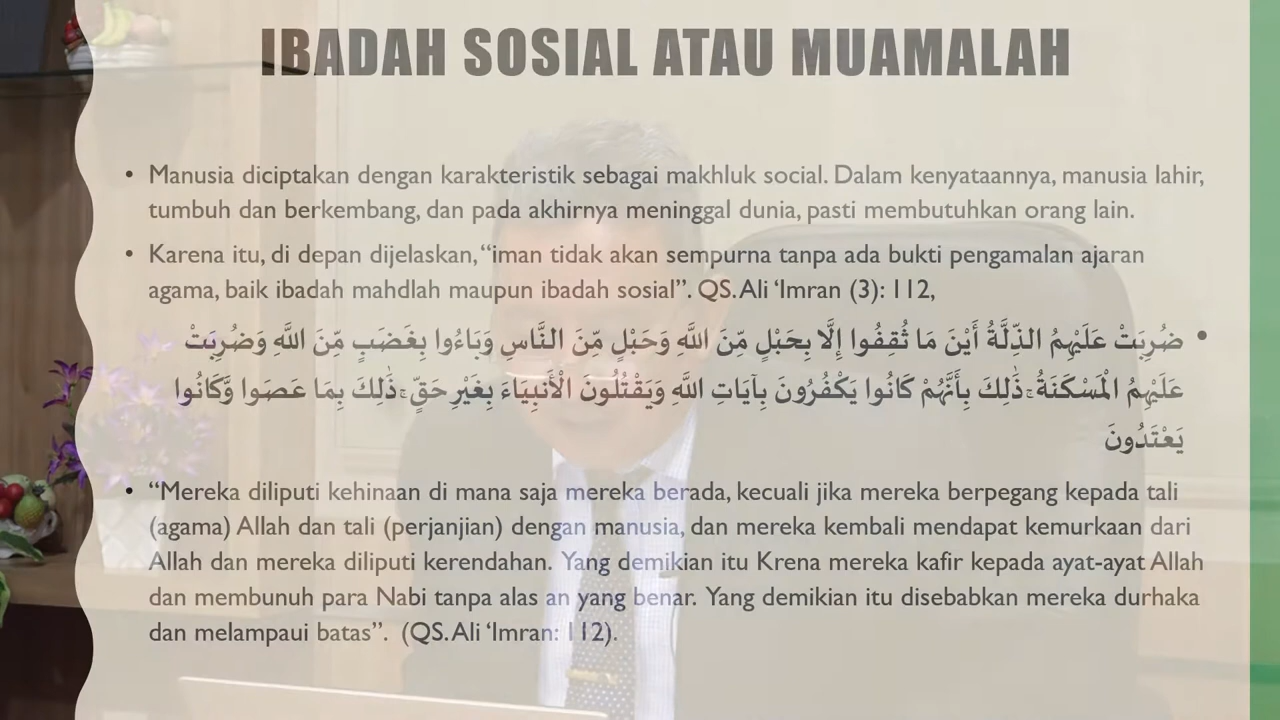 IBADAH SOSIAL ATAU MUAMALAH
• Manusia diciptakan dengan karakteristik sebagai makhluk social. Dalam kenyataannya, manusia lahir,
tumbuh dan berkembang, dan pada akhirnya meninggal dunia, pasti membutuhkan orang lain.
• Karena itu, di depan dijelaskan, “iman tidak akan sempurna tanpa ada bukti pengamalan ajaran
agama, baik ibadah mahdlah maupun ibadah sosial”. QS. Ali ‘Imran (3): 112,
• ضُرِبَتْ عَلَيْهِمُ الذِّلَّةُ أَيْنَ مَا ثُقِفُوا إِلَّا بِحَبْلٍ مِّنَ اللَّهِ وَحَبْلٍ مِّنَ النَّاسِ وَبَاءُوا بِغَضَبٍ مِّنَ اللَّهِ وَضُرِبَتْ
عَلَيْهِمُ الْمَسْكَنَةُ ۚ ذَٰلِكَ بِأَنَّهُمْ كَانُوا يَكْفُرُونَ بِآيَاتِ اللَّهِ وَيَقْتُلُونَ الْأَنبِيَاءَ بِغَيْرِ حَقٍّ ۚ ذَٰلِكَ بِمَا عَصَوا وَّكَانُوا
يَعْتَدُونَ
• “Mereka diliputi kehinaan di mana saja mereka berada, kecuali jika mereka berpegang kepada tali
(agama) Allah dan tali (perjanjian) dengan manusia, dan mereka kembali mendapat kemurkaan dari
Allah dan mereka diliputi kerendahan. Yang demikian itu Krena mereka kafir kepada ayat-ayat Allah
dan membunuh para Nabi tanpa alas an yang benar. Yang demikian itu disebabkan mereka durhaka
dan melampaui batas”. (QS. Ali ‘Imran: 112).